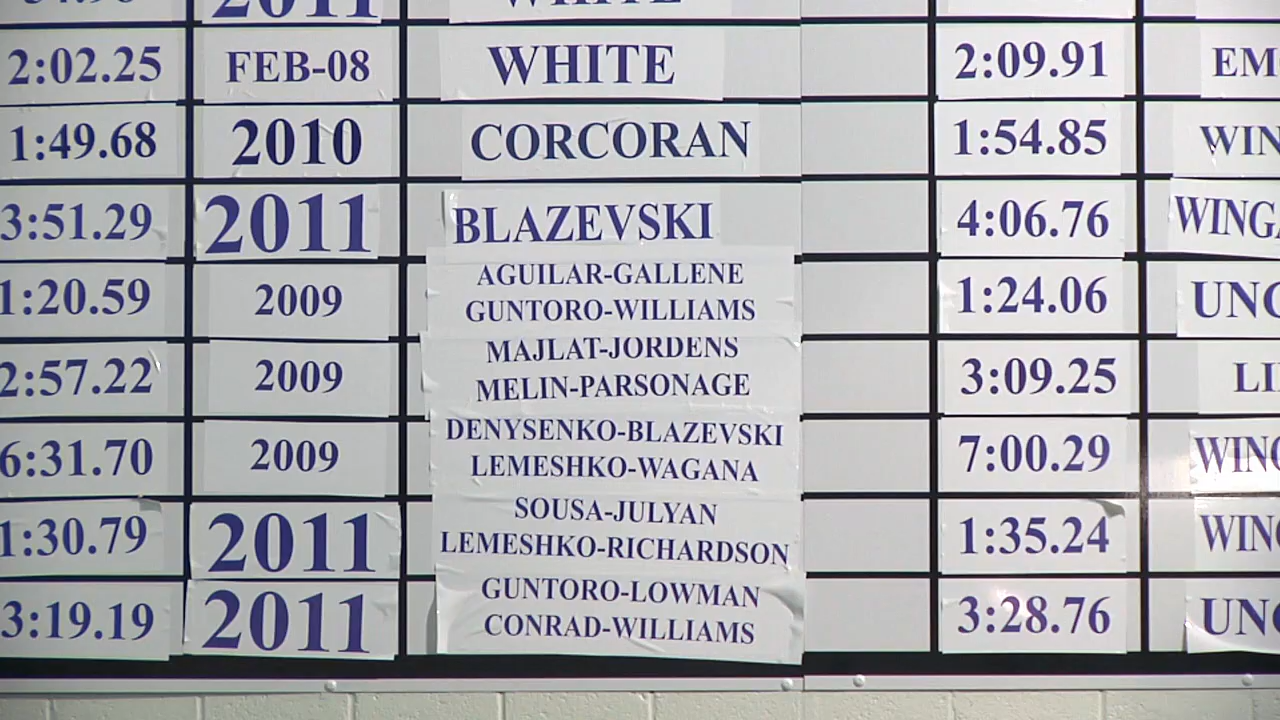 2011 WHITE
2:02.25 FEB-08 WHITE 2:09.91
1:49.68 2010 CORCORAN 1:54.85
3:51.29 2011 BLAZEVSKI 4:06.76
1:20.59 2009 AGUILAR-GALLENE
GUNTORO-WILLIAMS 1:24.06
2:57.22 2009 MAJLAT-JORDENS
MELIN-PARSONAGE 3:09.25
6:31.70 2009 DENYSENKO-BLAZEVSKI
LEMESHKO-WAGANA 7:00.29
1:30.79 2011 SOUSA-JULYAN
LEMESHKO-RICHARDSON 1:35.24
3:19.19 2011 GUNTORO-LOWMAN
CONRAD-WILLIAMS 3:28.76